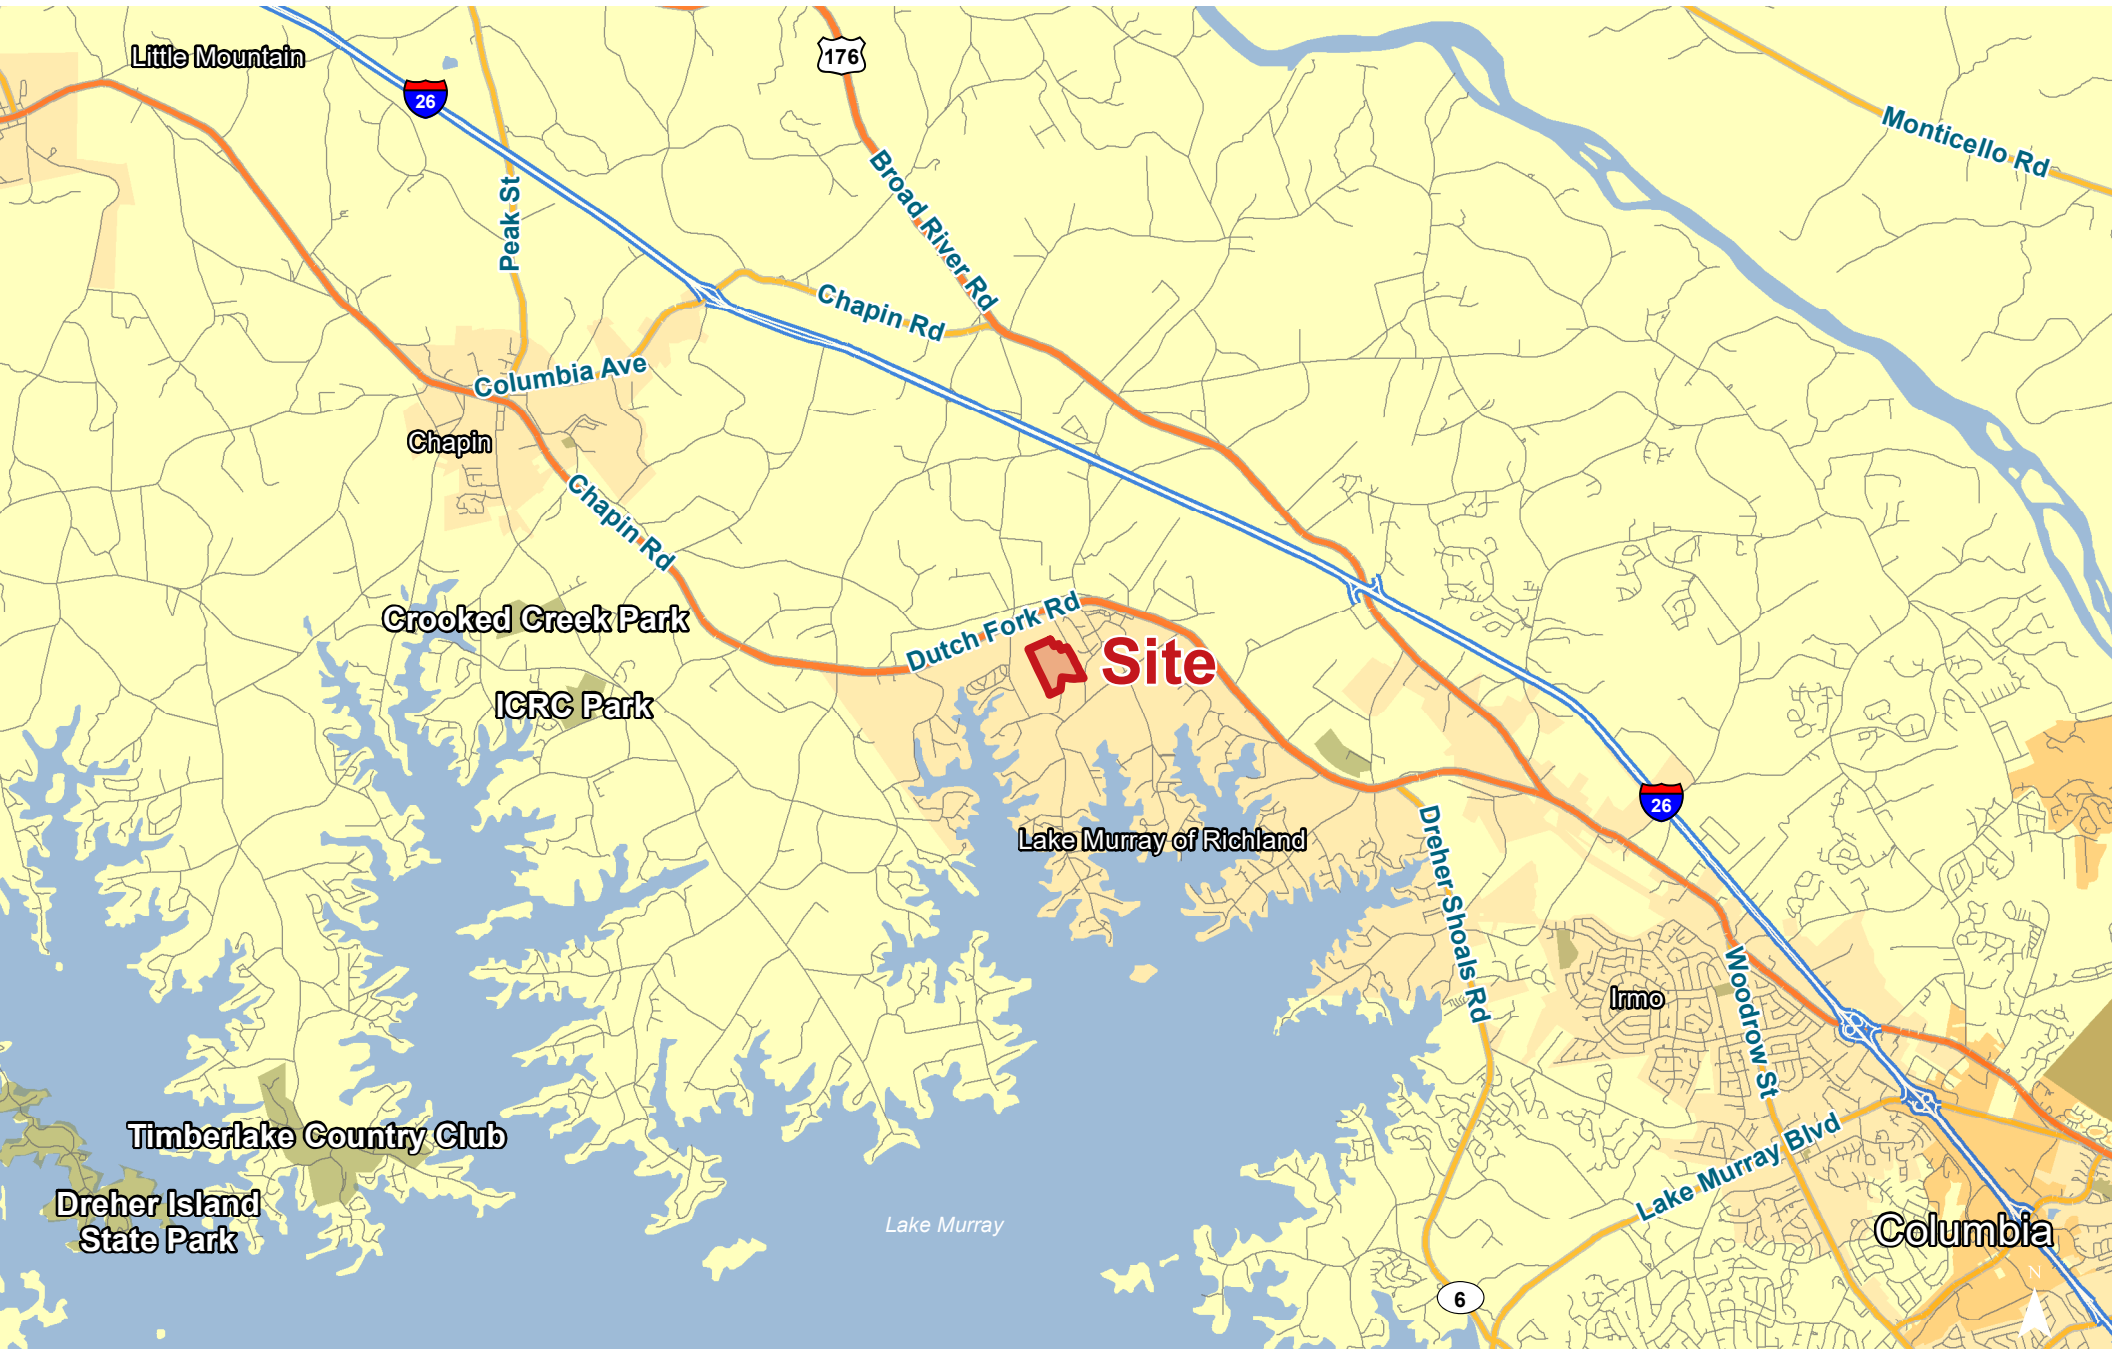 Little Mountain
176
26
Monticello Rd
Broad River Rd
Peak St
Chapin Rd
Columbia Ave
Chapin
Chapin Rd
Dutch Fork Rd
Crooked Creek Park
Site
ICRC Park
26
Lake Murray of Richland
Dreher Shoals Rd
Irmo
Woodrow St
Timberlake Country Club
Lake Murray Blvd
Dreher Island
State Park
Lake Murray
Columbia
N
6